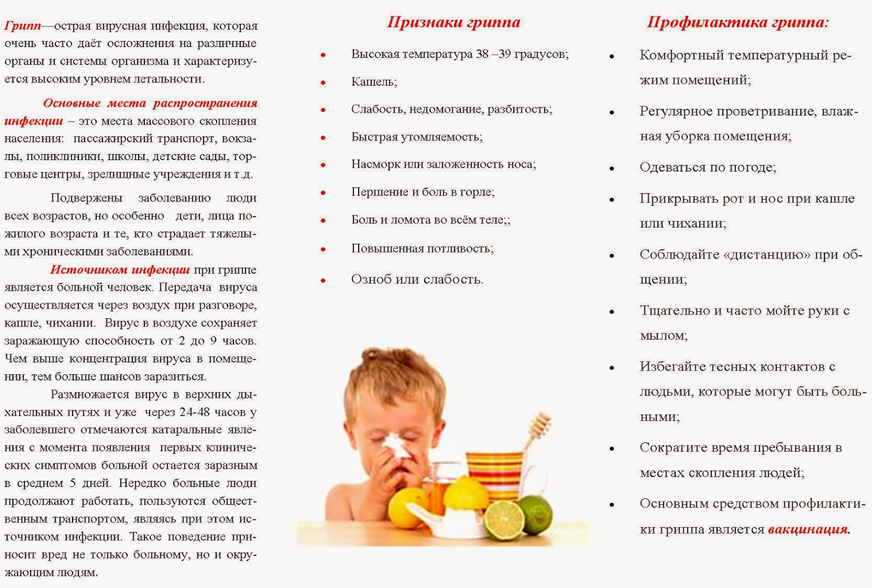 Грипп—острая вирусная инфекция, которая
очень часто даёт осложнения на различные
органы и системы организма и характеризу-
ется высоким уровнем летальности.
Основные места распространения
инфекции – это места массового скопления
населения: пассажирский транспорт, вокза-
лы, поликлиники, школы, детские сады, тор-
говые центры, зрелищные учреждения и т.д.
Подвержены заболеванию люди
всех возрастов, но особенно дети, лица по-
жилого возраста и те, кто страдает тяжелы-
ми хроническими заболеваниями.
Источником инфекции при гриппе
является больной человек. Передача вируса
осуществляется через воздух при разговоре,
кашле, чихании. Вирус в воздухе сохраняет
заражающую способность от 2 до 9 часов.
Чем выше концентрация вируса в помеще-
нии, тем больше шансов заразиться.
Размножается вирус в верхних ды-
хательных путях и уже через 24-48 часов у
заболевшего отмечаются катаральные явле-
ния с момента появления первых клиниче-
ских симптомов больной остается заразным
в среднем 5 дней. Нередко больные люди
продолжают работать, пользуются общест-
венным транспортом, являясь при этом ис-
точником инфекции. Такое поведение при-
носит вред не только больному, но и окру-
жающим людям.
Признаки гриппа
• Высокая температура 38 –39 градусов;
• Кашель;
• Слабость, недомогание, разбитость;
• Быстрая утомляемость;
• Насморк или заложенность носа;
• Першение и боль в горле;
• Боль и ломота во всём теле;;
• Повышенная потливость;
• Озноб или слабость.
Профилактика гриппа:
• Комфортный температурный ре-
жим помещений;
• Регулярное проветривание, влаж-
ная уборка помещения;
• Одеваться по погоде;
• Прикрывать рот и нос при кашле
или чихании;
• Соблюдайте «дистанцию» при об-
щении;
• Тщательно и часто мойте руки с
мылом;
• Избегайте тесных контактов с
людьми, которые могут быть боль-
ными;
• Сократите время пребывания в
местах скопления людей;
• Основным средством профилакти-
ки гриппа является вакцинация.